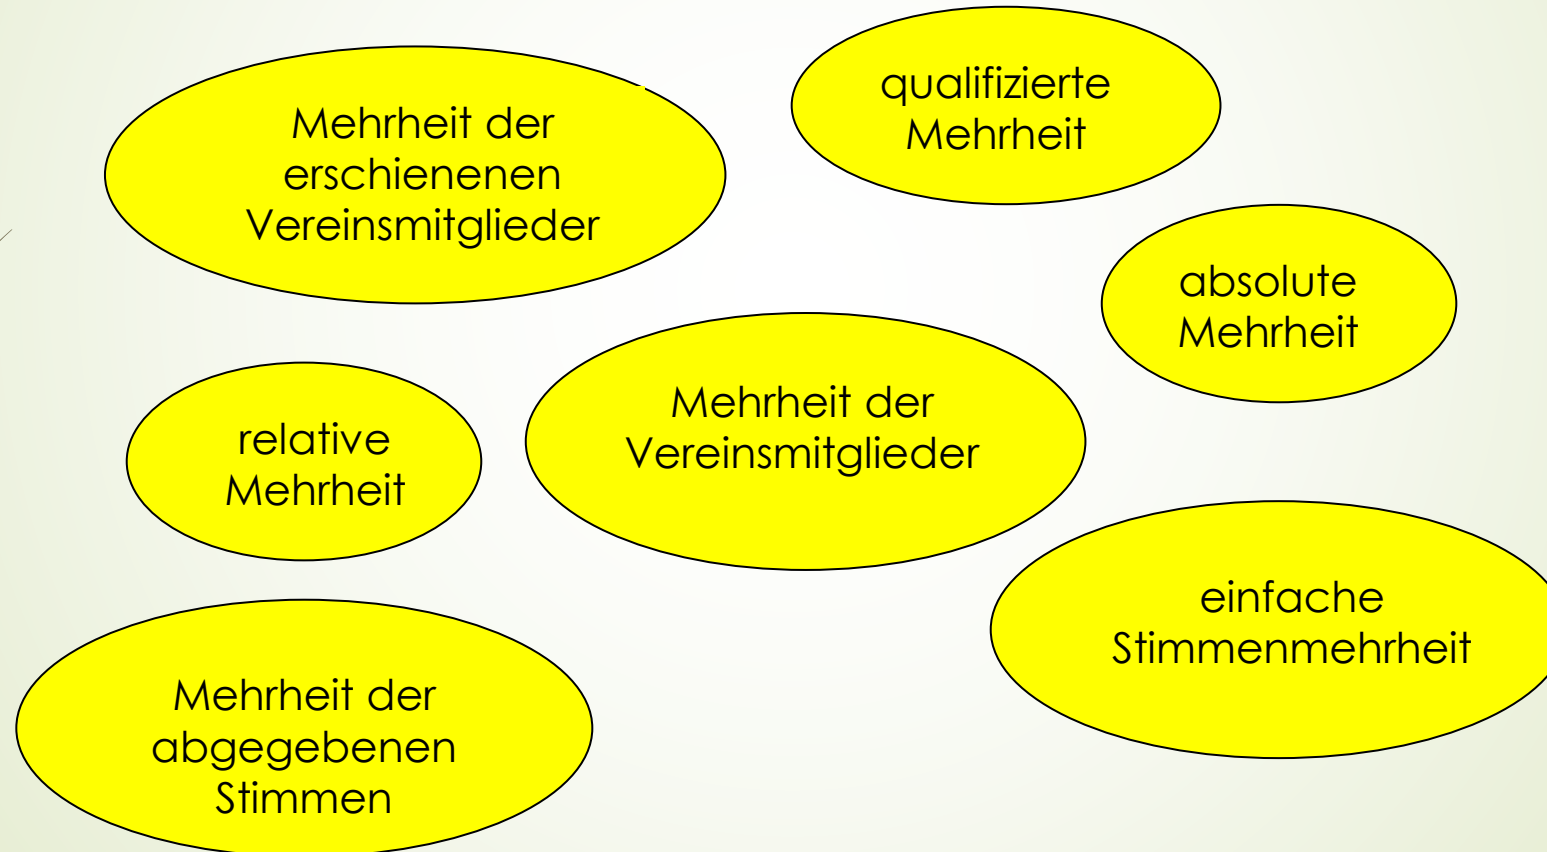 Mehrheit der
erschienenen
Vereinsmitglieder
qualifizierte
Mehrheit
absolute
Mehrheit
relative
Mehrheit
Mehrheit der
Vereinsmitglieder
einfache
Stimmenmehrheit
Mehrheit der
abgegebenen
Stimmen